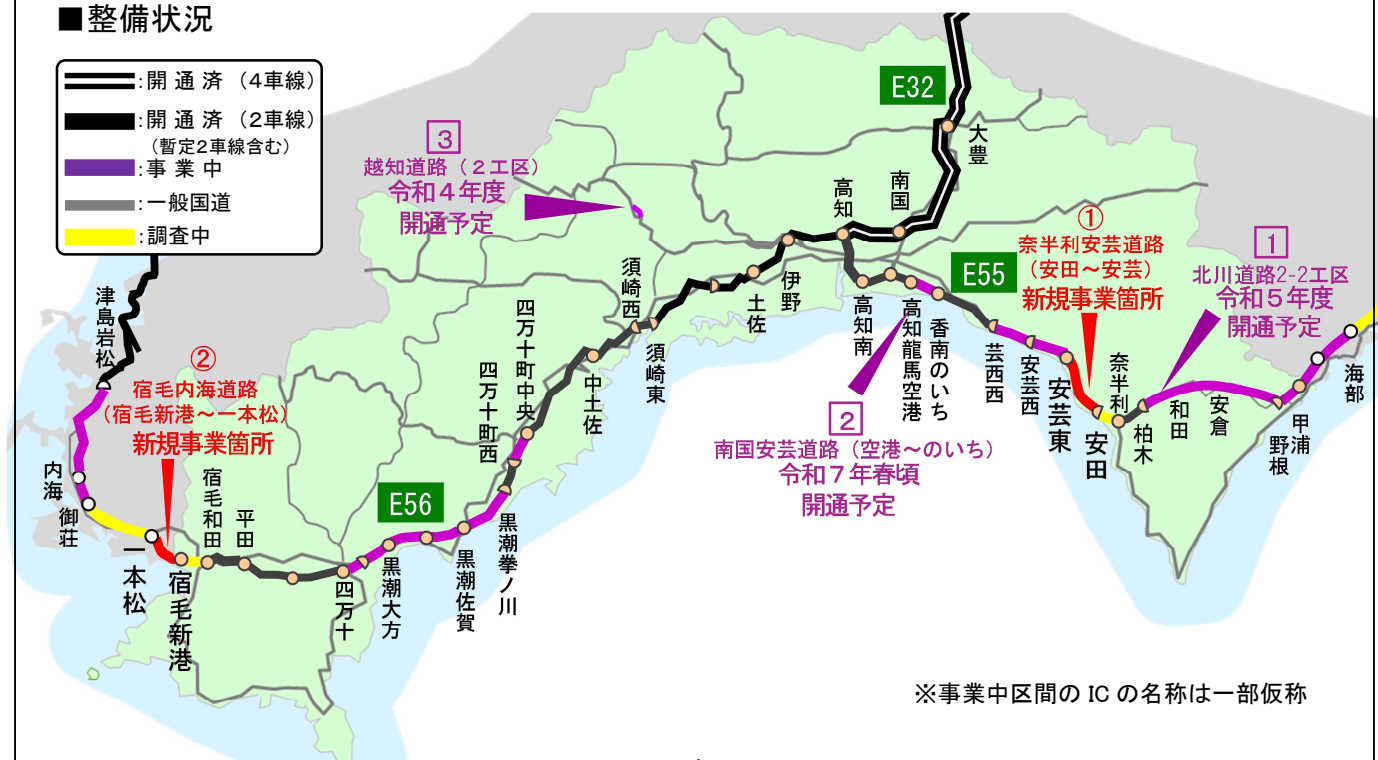 ■整備状況
:開通済（4車線）
:開通済（2車線）
（暫定2車線含む）
:事業中
:一般国道
:調査中
3
越知道路（２工区）
令和４年度
開通予定
E32
大豊
高知
南国
①
奈半利安芸道路
（安田～安芸）
新規事業箇所
1
北川道路2-2工区
令和５年度
開通予定
E55
伊野
土佐
須崎西
須崎東
高知南
高知龍馬空港
香南のいち
芸西西
安芸西
安芸東
安田
奈半利
柏木
和田
安倉
野根
甲浦
海部
2
南国安芸道路（空港～のいち）
令和７年春頃
開通予定
津島岩松
②
宿毛内海道路
（宿毛新港～一本松）
新規事業箇所
四万十町中央
四万十町西
中土佐
内海
御荘
一本松
宿毛新港
宿毛和田
平田
E56
四万十
黒潮大方
黒潮佐賀
黒潮拳ノ川
※事業中区間の IC の名称は一部仮称